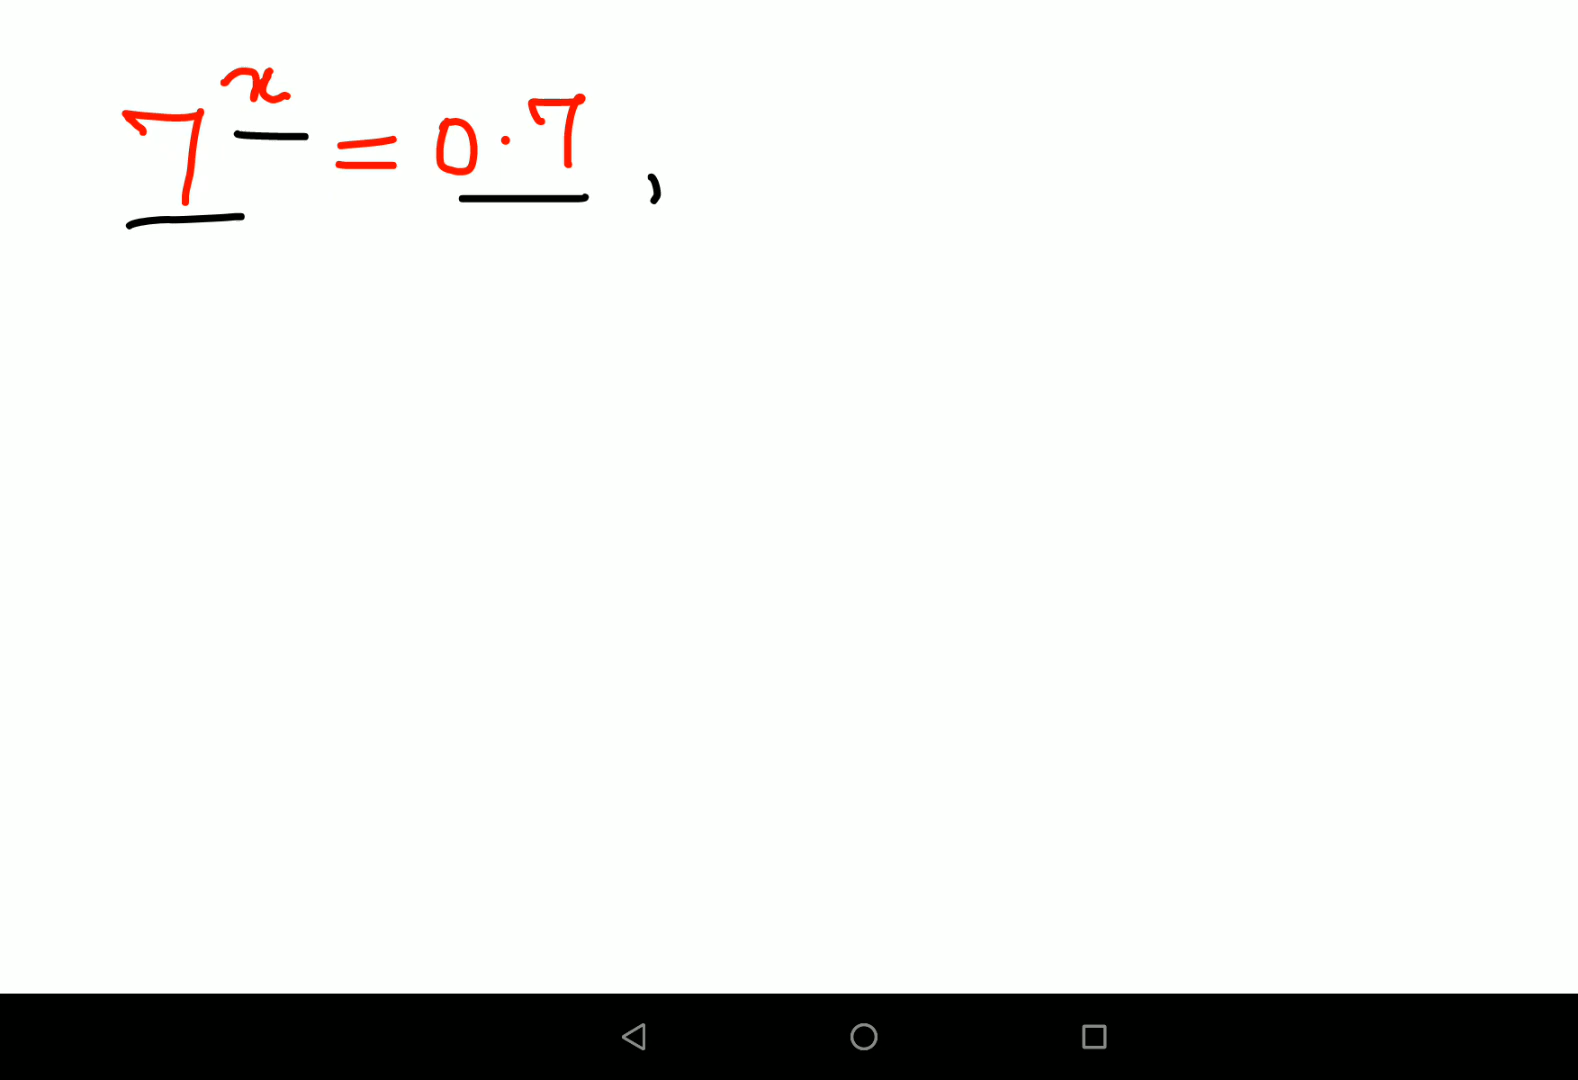 7^x = 0.7 ,